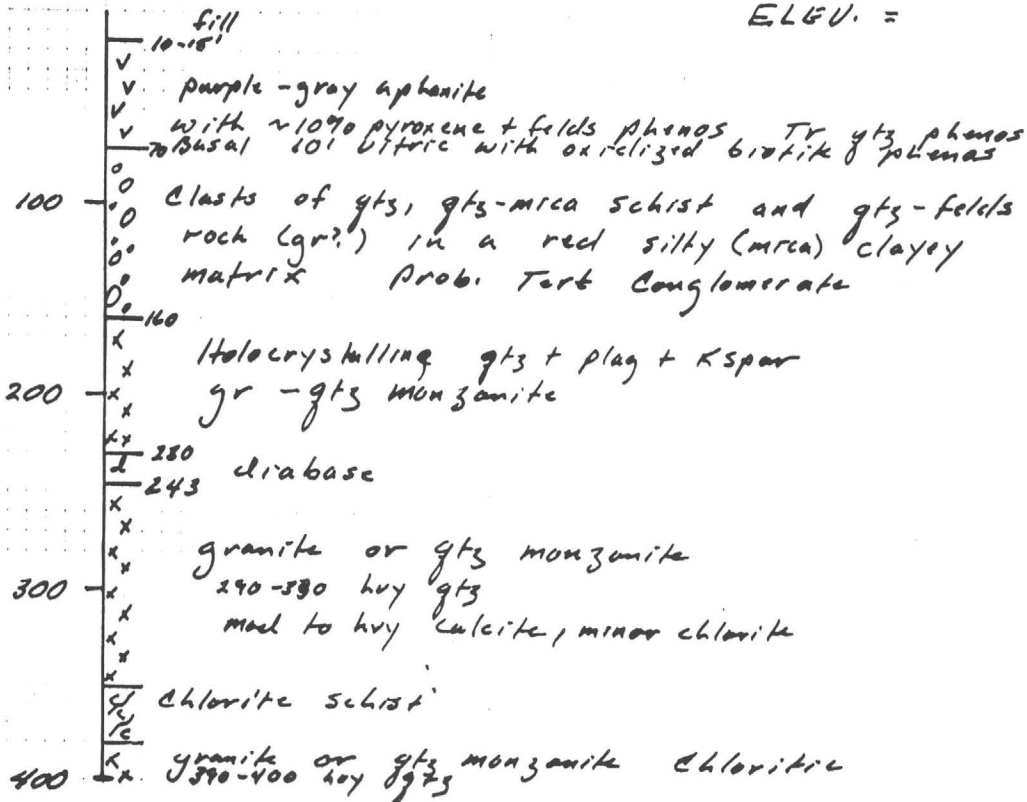 ELEV. =
fill
10-15'
purple-gray aphanite
with ~10% pyroxene + felds phenos Tr qtz phenos
70 Basal 10' vitric with oxidized biotite phenos
100
Clasts of qtz, qtz-mica schist and qtz-felds
rock (gr?) in a red silty (mica) clayey
matrix Prob. Tert Conglomerate
160
Holocrystalline qtz + plag + Kspar
200
gr - qtz monzanite
230
diabase
243
granite or qtz monzanite
290-330 hvy qtz
300
mod to hvy calcite, minor chlorite
Chlorite schist
granite or qtz monzanite Chloritic
390-400 hvy qtz
400